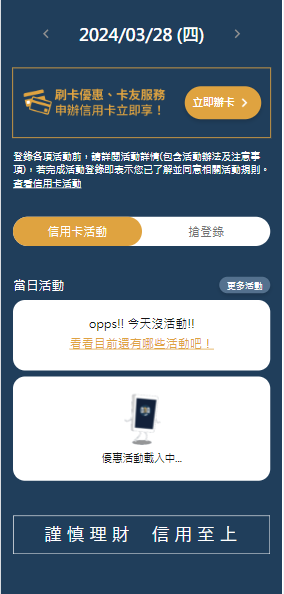 2024/03/28 (四)
刷卡優惠、卡友服務
申辦信用卡立即享！
立即辦卡
登錄各項活動前，請詳閱活動詳情(包含活動辦法及注意事
項)，若完成活動登錄即表示您已了解並同意相關活動規則。
查看信用卡活動
信用卡活動
搶登錄
當日活動
更多活動
opps!! 今天沒活動!!
看看目前還有哪些活動吧！
優惠活動載入中...
謹慎理財 信用至上